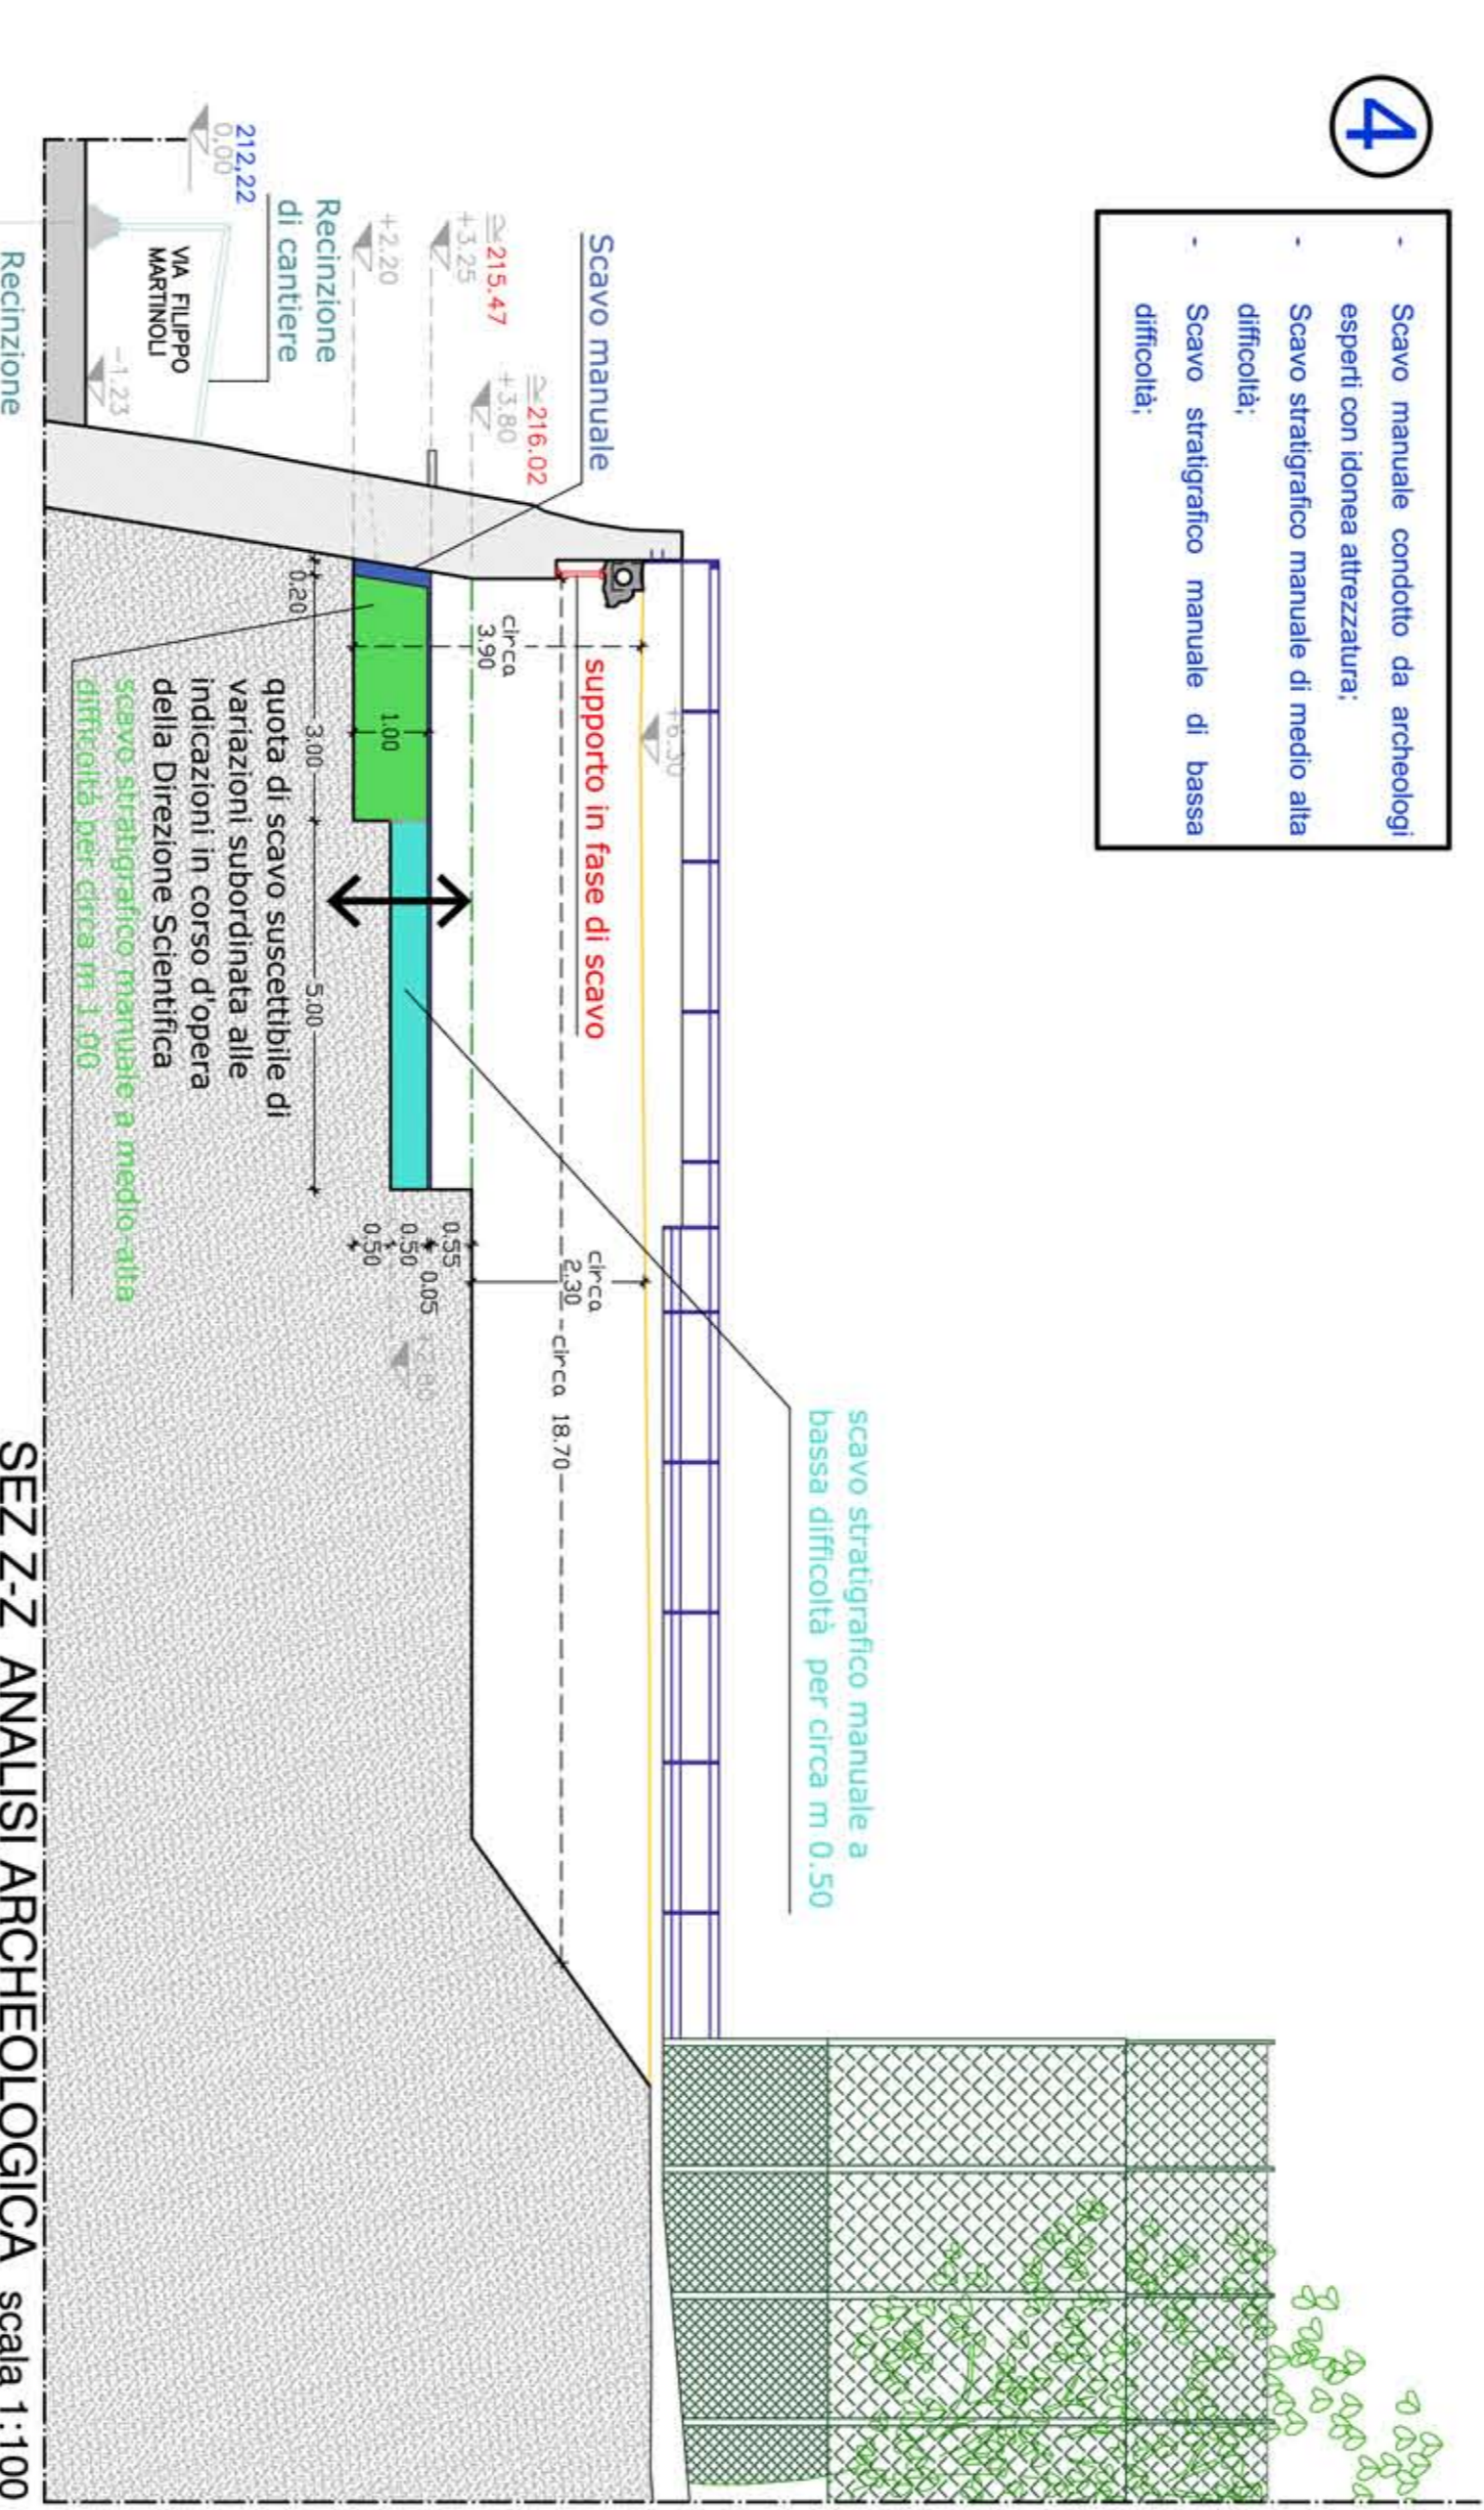 4
- Scavo manuale condotto da archeologi
esperti con idonea attrezzatura;
- Scavo stratigrafico manuale di medio alta
difficoltà;
- Scavo stratigrafico manuale di bassa
difficoltà;
scavo stratigrafico manuale a
bassa difficoltà per circa m 0.50
Scavo manuale
≃216.02
+3.80
≃215.47
+3.25
+2.20
Recinzione
di cantiere
212,22
0,00
VIA FILIPPO
MARTINOLI
-1.23
Recinzione
+6.30
supporto in fase di scavo
circa
3.90
circa
2.30
circa 18.70
1.00
0.55
0.05
0.50
0.50
0.20
3.00
5.00
quota di scavo suscettibile di
variazioni subordinata alle
indicazioni in corso d'opera
della Direzione Scientifica
scavo stratigrafico manuale a medio-alta
difficoltà per circa m 1.00
SEZ Z-Z ANALISI ARCHEOLOGICA scala 1:100